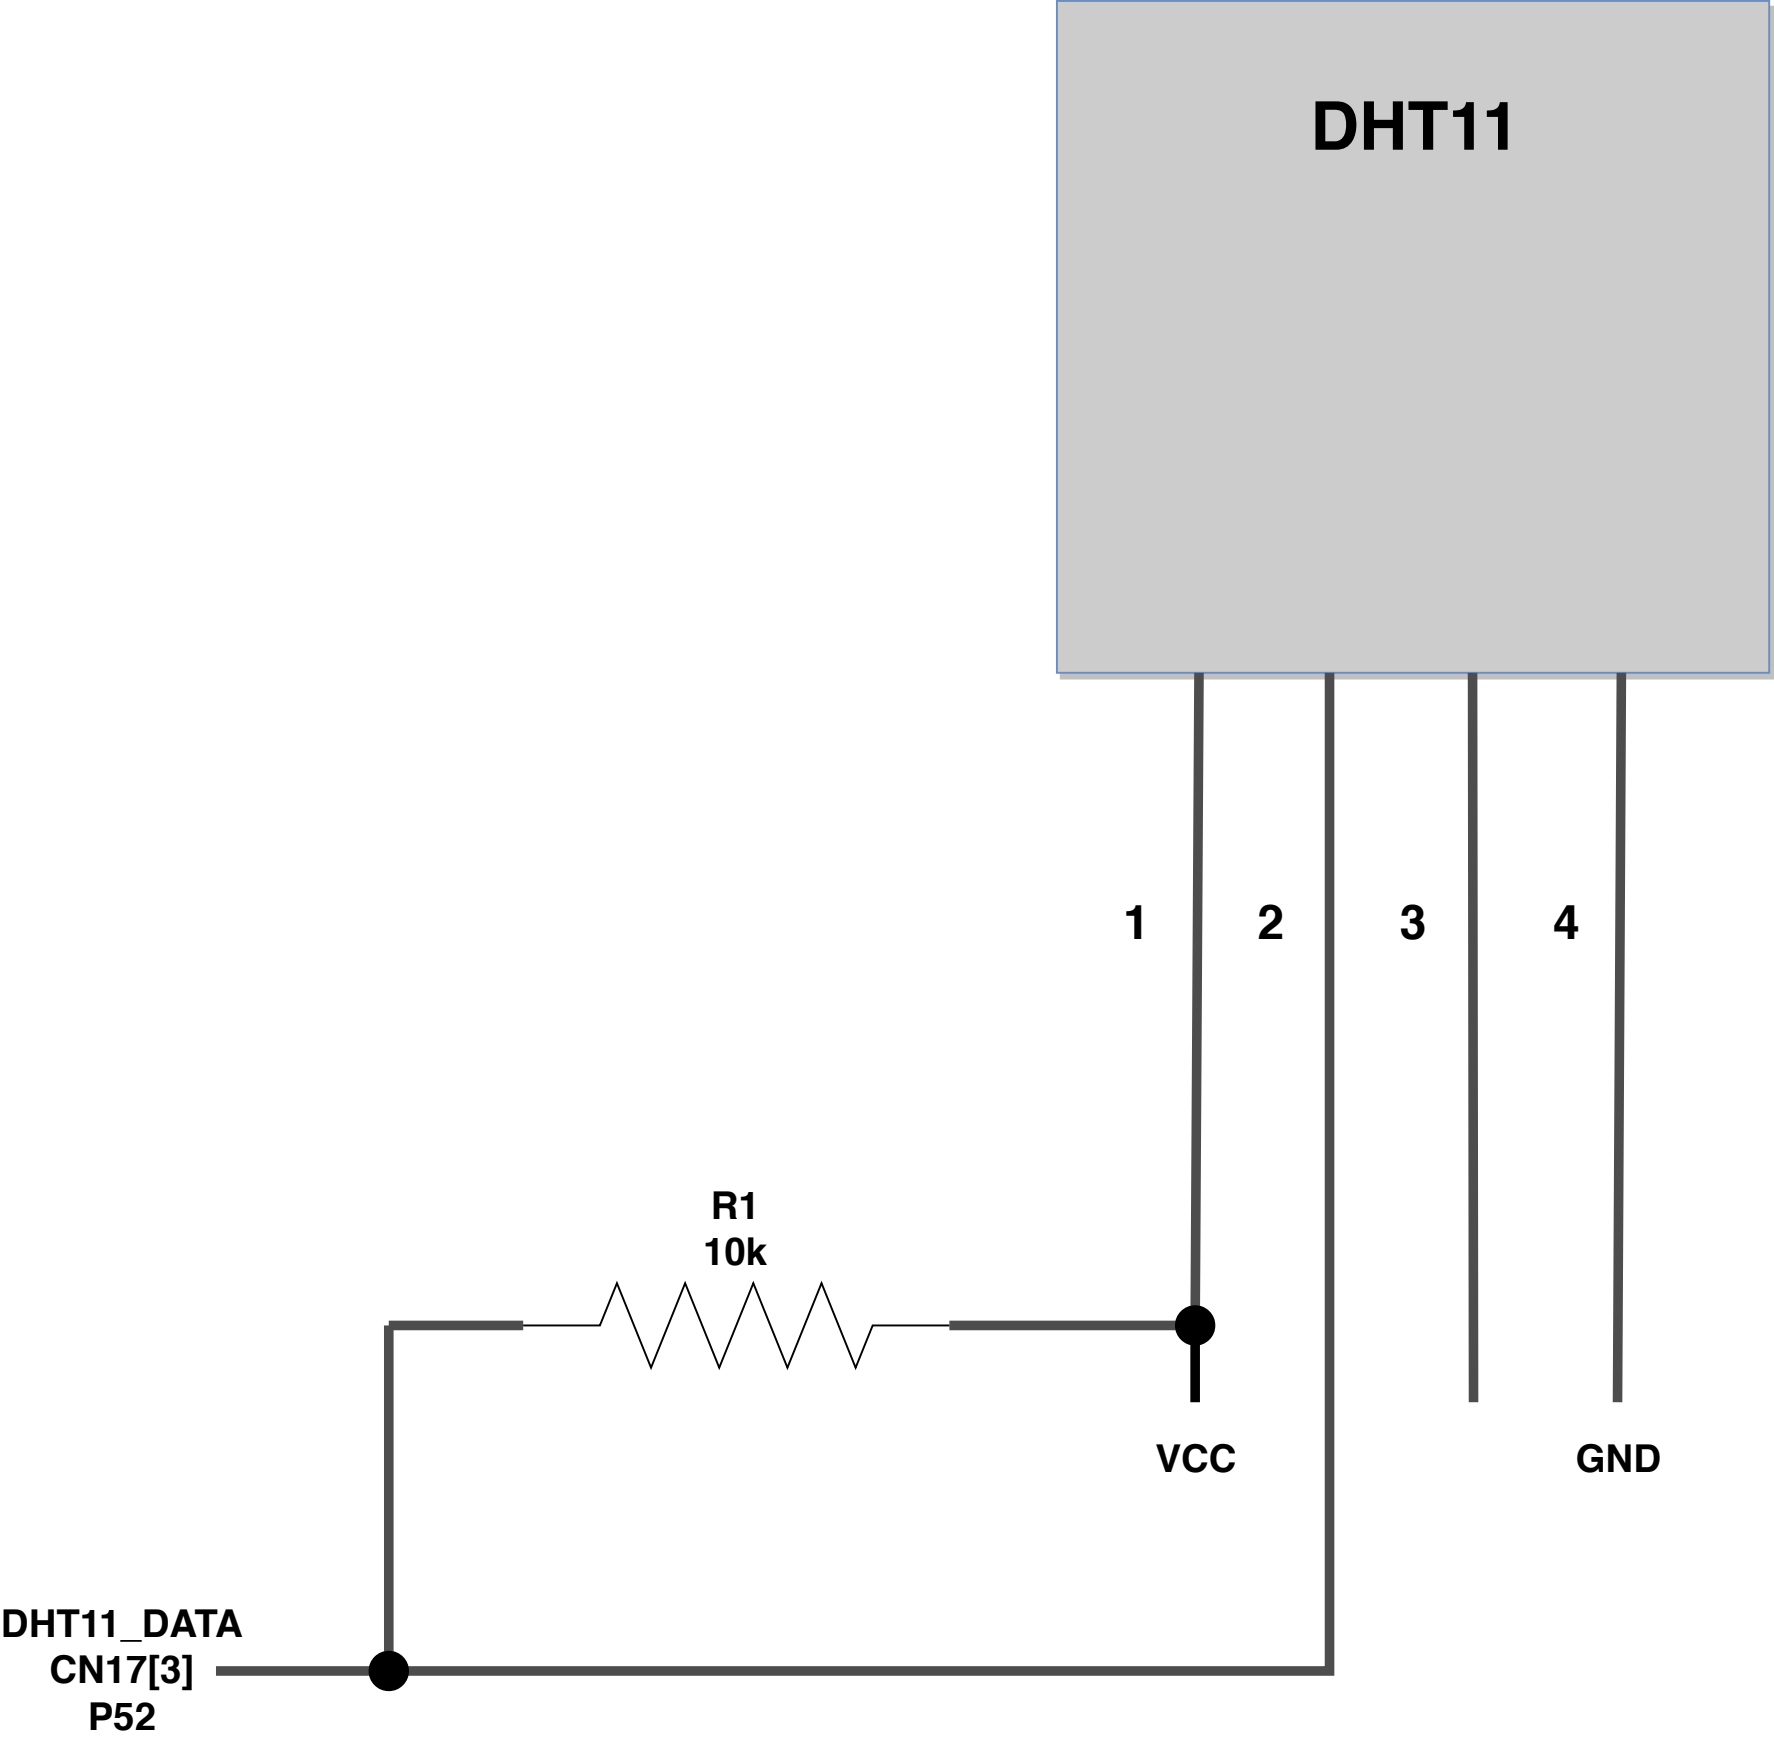 DHT11
1
2
3
4
R1
10k
VCC
GND
DHT11_DATA
CN17[3]
P52